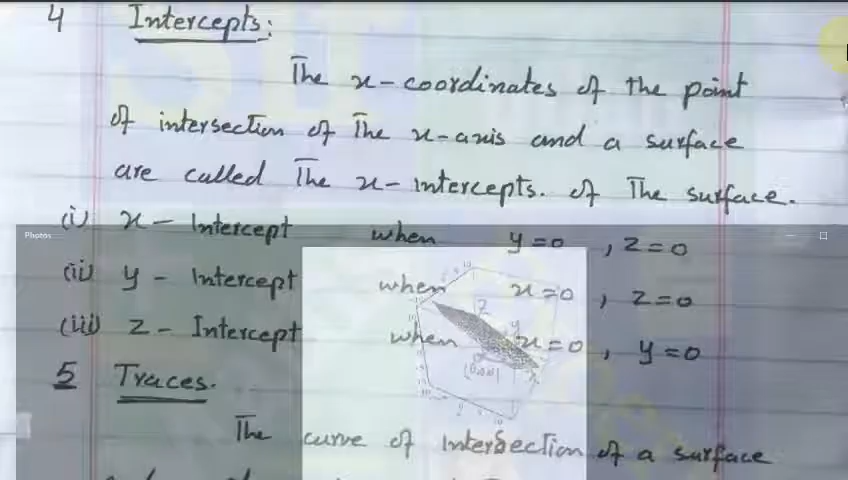 4 Intercepts:
The x-coordinates of the point
of intersection of The x-axis and a surface
are called The x-intercepts. of The surface.
(i) x - Intercept when y=0 , z=0
Photos
(ii) y - Intercept when x=0 , z=0
(iii) z - Intercept when x=0 , y=0
5 Traces.
The curve of Intersection of a surface